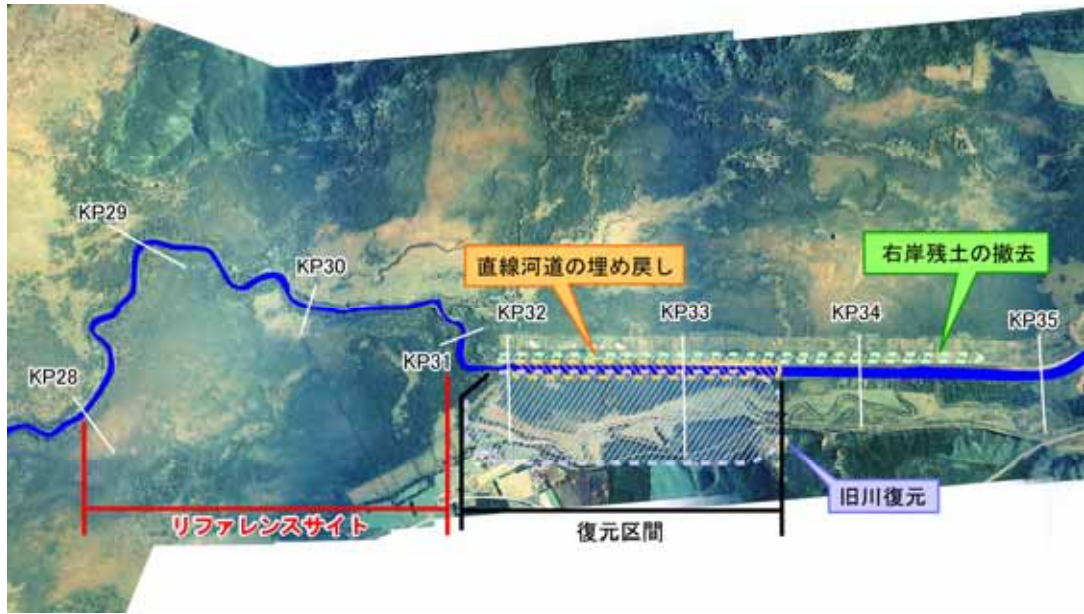 KP29
KP30
直線河道の埋め戻し
右岸残土の撤去
KP32
KP33
KP34
KP35
KP31
KP28
旧川復元
リファレンスサイト
復元区間